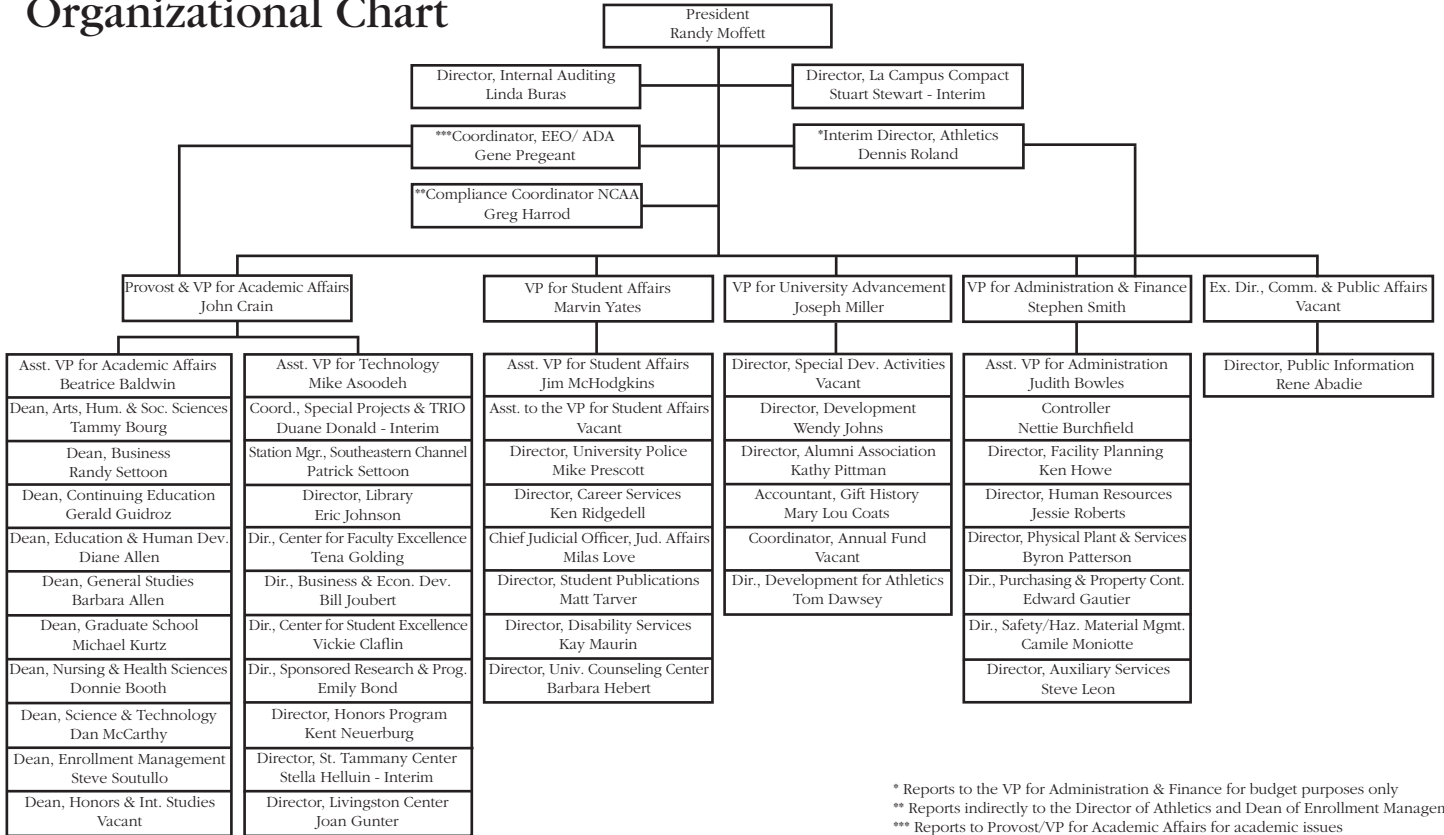 Organizational Chart
President
Randy Moffett
Director, Internal Auditing
Linda Buras
Director, La Campus Compact
Stuart Stewart - Interim
***Coordinator, EEO/ ADA
Gene Pregeant
*Interim Director, Athletics
Dennis Roland
**Compliance Coordinator NCAA
Greg Harrod
Provost & VP for Academic Affairs
John Crain
VP for Student Affairs
Marvin Yates
VP for University Advancement
Joseph Miller
VP for Administration & Finance
Stephen Smith
Ex. Dir., Comm. & Public Affairs
Vacant
Asst. VP for Academic Affairs
Beatrice Baldwin
Dean, Arts, Hum. & Soc. Sciences
Tammy Bourg
Dean, Business
Randy Settoon
Dean, Continuing Education
Gerald Guidroz
Dean, Education & Human Dev.
Diane Allen
Dean, General Studies
Barbara Allen
Dean, Graduate School
Michael Kurtz
Dean, Nursing & Health Sciences
Donnie Booth
Dean, Science & Technology
Dan McCarthy
Dean, Enrollment Management
Steve Soutullo
Dean, Honors & Int. Studies
Vacant
Asst. VP for Technology
Mike Asoodeh
Coord., Special Projects & TRIO
Duane Donald - Interim
Station Mgr., Southeastern Channel
Patrick Settoon
Director, Library
Eric Johnson
Dir., Center for Faculty Excellence
Tena Golding
Dir., Business & Econ. Dev.
Bill Joubert
Dir., Center for Student Excellence
Vickie Claflin
Dir., Sponsored Research & Prog.
Emily Bond
Director, Honors Program
Kent Neuerburg
Director, St. Tammany Center
Stella Helluin - Interim
Director, Livingston Center
Joan Gunter
Asst. VP for Student Affairs
Jim McHodgkins
Asst. to the VP for Student Affairs
Vacant
Director, University Police
Mike Prescott
Director, Career Services
Ken Ridgedell
Chief Judicial Officer, Jud. Affairs
Milas Love
Director, Student Publications
Matt Tarver
Director, Disability Services
Kay Maurin
Director, Univ. Counseling Center
Barbara Hebert
Director, Special Dev. Activities
Vacant
Director, Development
Wendy Johns
Director, Alumni Association
Kathy Pittman
Accountant, Gift History
Mary Lou Coats
Coordinator, Annual Fund
Vacant
Dir., Development for Athletics
Tom Dawsey
Asst. VP for Administration
Judith Bowles
Controller
Nettie Burchfield
Director, Facility Planning
Ken Howe
Director, Human Resources
Jessie Roberts
Director, Physical Plant & Services
Byron Patterson
Dir., Purchasing & Property Cont.
Edward Gautier
Dir., Safety/Haz. Material Mgmt.
Camile Moniotte
Director, Auxiliary Services
Steve Leon
Director, Public Information
Rene Abadie
* Reports to the VP for Administration & Finance for budget purposes only
** Reports indirectly to the Director of Athletics and Dean of Enrollment Managem
*** Reports to Provost/VP for Academic Affairs for academic issues